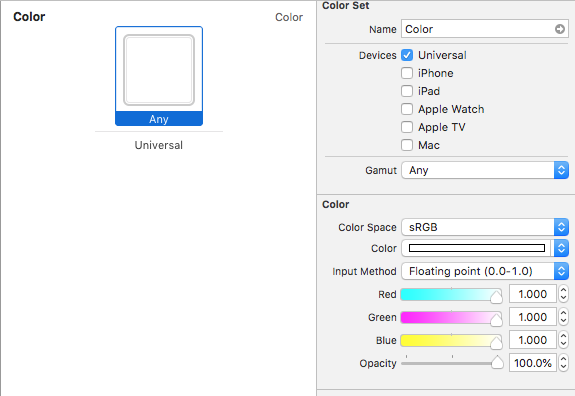 Color
Color
Any
Universal
Color Set
Name Color
Devices Universal
iPhone
iPad
Apple Watch
Apple TV
Mac
Gamut Any
Color
Color Space sRGB
Color
Input Method Floating point (0.0-1.0)
Red 1.000
Green 1.000
Blue 1.000
Opacity 100.0%